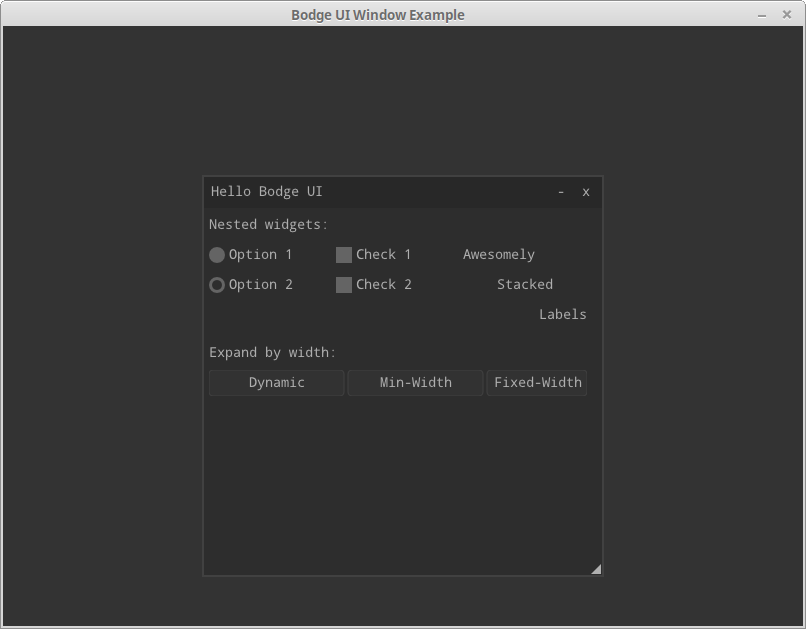 Bodge UI Window Example
Hello Bodge UI - x
Nested widgets:
Option 1 Check 1 Awesomely
Option 2 Check 2 Stacked
Labels
Expand by width:
Dynamic Min-Width Fixed-Width